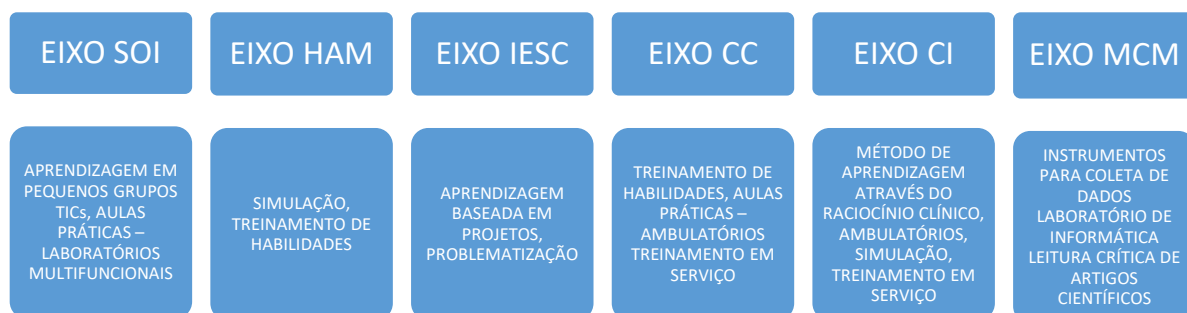 EIXO SOI
EIXO HAM
EIXO IESC
EIXO CC
EIXO CI
EIXO MCM
APRENDIZAGEM EM
PEQUENOS GRUPOS
TICs, AULAS
PRÁTICAS –
LABORATÓRIOS
MULTIFUNCIONAIS
SIMULAÇÃO,
TREINAMENTO DE
HABILIDADES
APRENDIZAGEM
BASEADA EM
PROJETOS,
PROBLEMATIZAÇÃO
TREINAMENTO DE
HABILIDADES, AULAS
PRÁTICAS –
AMBULATÓRIOS
TREINAMENTO EM
SERVIÇO
MÉTODO DE
APRENDIZAGEM
ATRAVÉS DO
RACIOCÍNIO CLÍNICO,
AMBULATÓRIOS,
SIMULAÇÃO,
TREINAMENTO EM
SERVIÇO
INSTRUMENTOS
PARA COLETA DE
DADOS
LABORATÓRIO DE
INFORMÁTICA
LEITURA CRÍTICA DE
ARTIGOS
CIENTÍFICOS